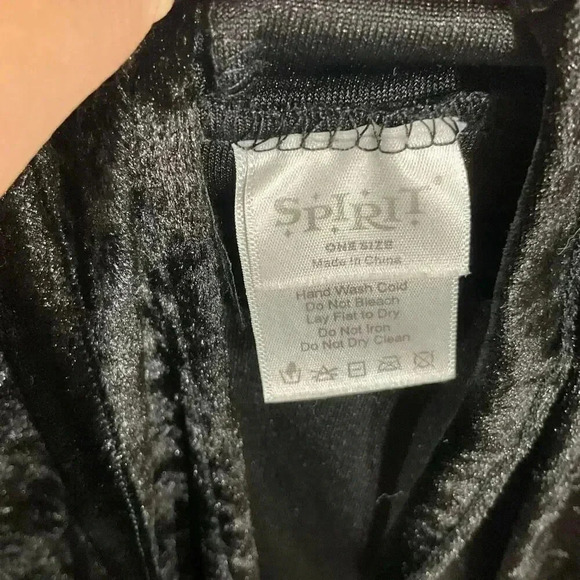 SPIRIT
ONE SIZE
Made in China
Hand Wash Cold
Do Not Bleach
Lay Flat to Dry
Do Not Iron
Do Not Dry Clean